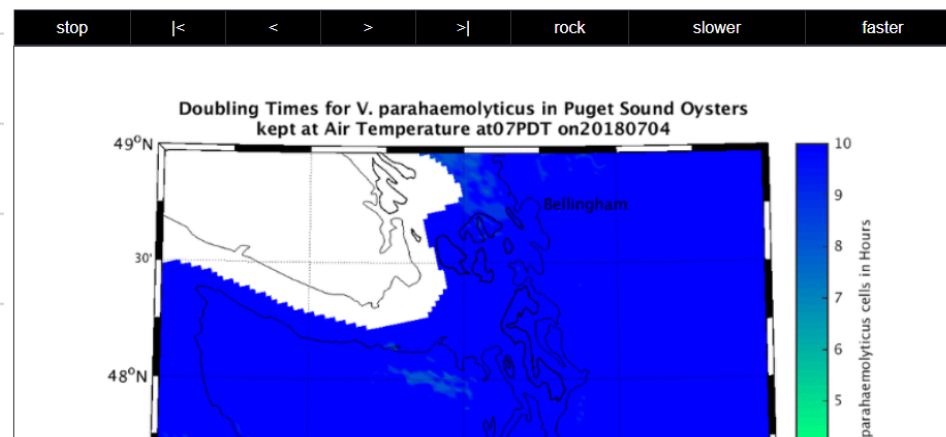 stop |< < > >| rock slower faster
Doubling Times for V. parahaemolyticus in Puget Sound Oysters
kept at Air Temperature at07PDT on20180704
49°N
Bellingham
30'
48°N
10
9
8
7
6
5
parahaemolyticus cells in Hours